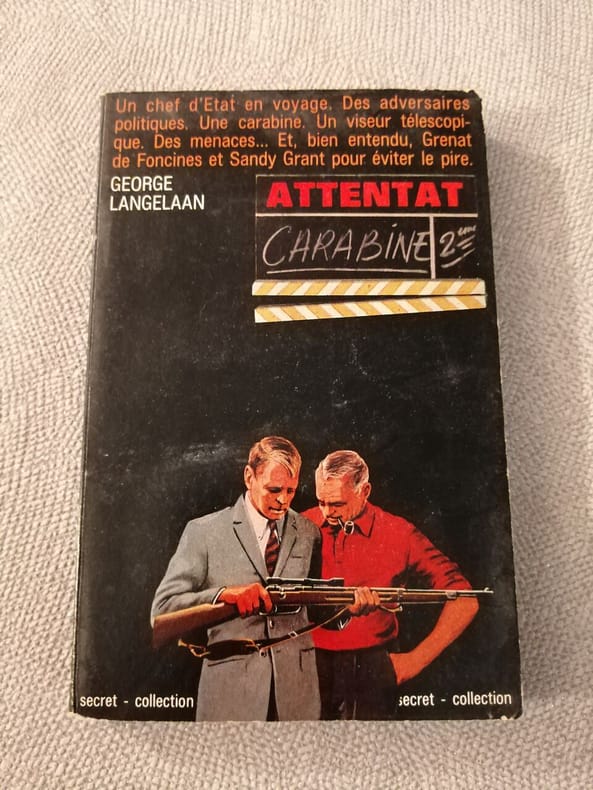 Un chef d'Etat en voyage. Des adversaires
politiques. Une carabine. Un viseur télescopi-
que. Des menaces... Et, bien entendu, Grenat
de Foncines et Sandy Grant pour éviter le pire.
GEORGE
LANGELAAN
ATTENTAT
CARABINE 2eme
secret - collection
secret - collection